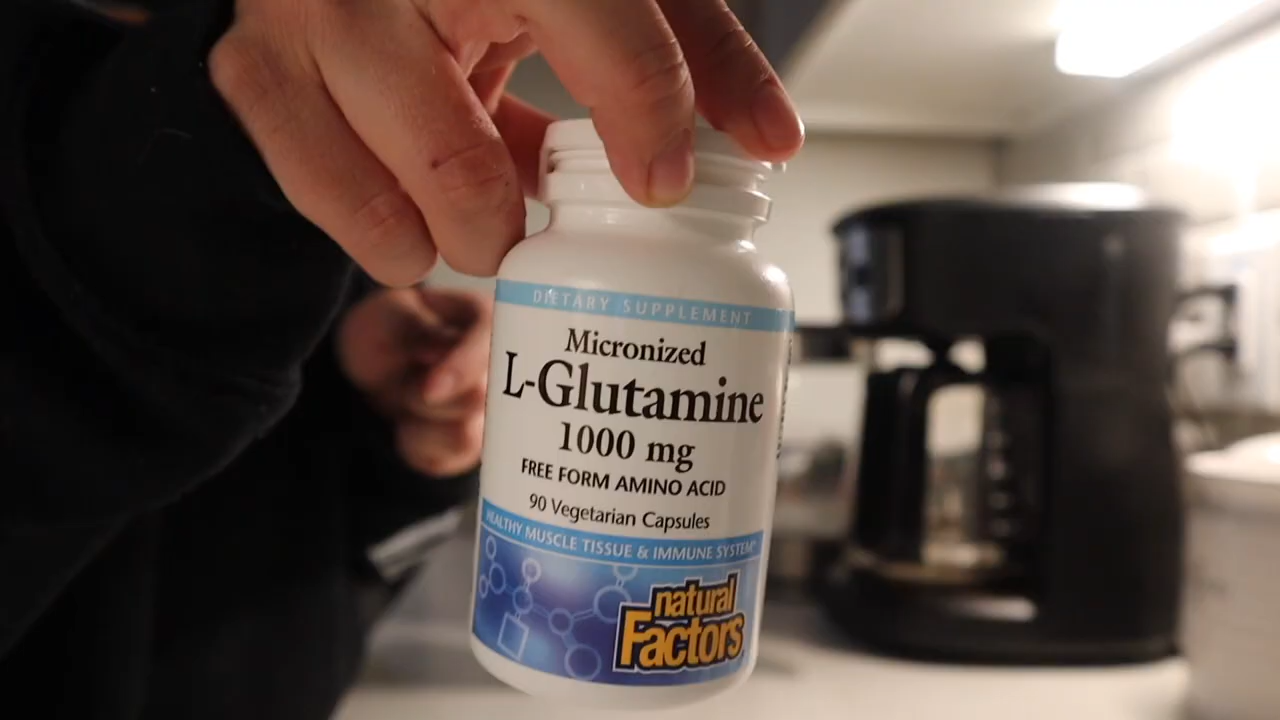 DIETARY SUPPLEMENT
Micronized
L-Glutamine
1000 mg
FREE FORM AMINO ACID
90 Vegetarian Capsules
HEALTHY MUSCLE TISSUE & IMMUNE SYSTEM*
natural
Factors